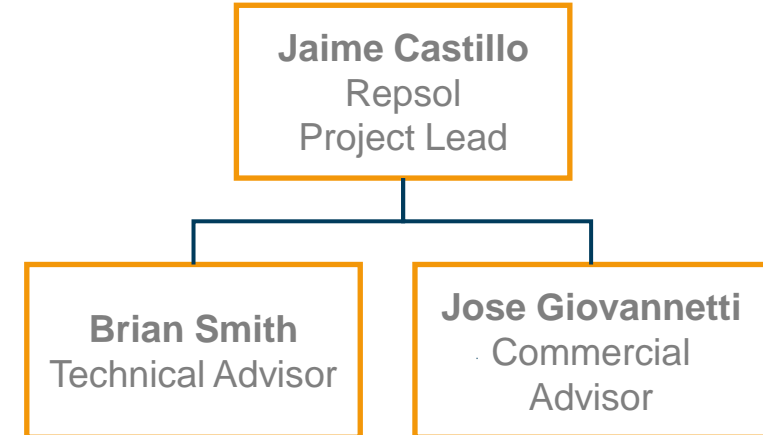 Jaime Castillo
Repsol
Project Lead
Brian Smith
Technical Advisor
Jose Giovannetti
Commercial
Advisor